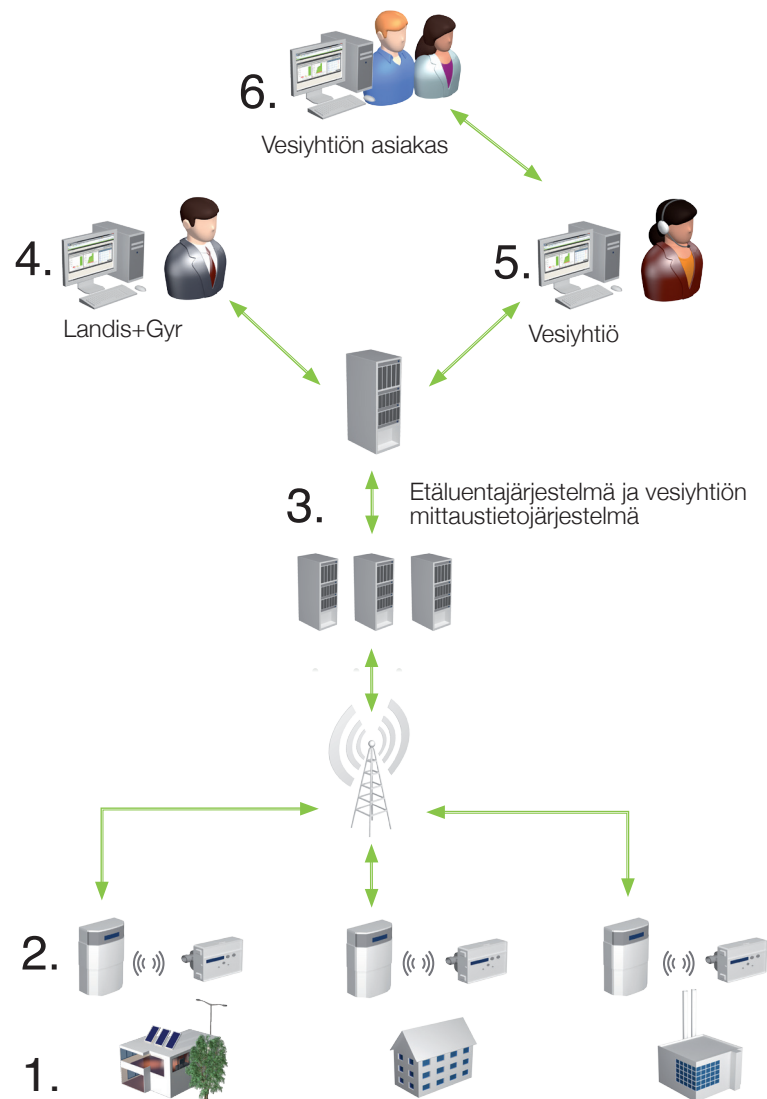 6.
Vesiyhtiön asiakas
4.
Landis+Gyr
5.
Vesiyhtiö
3.
Etäluentajärjestelmä ja vesiyhtiön
mittaustietojärjestelmä
2.
1.